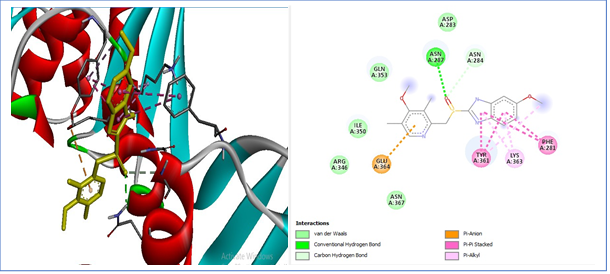 Activate Windows
ASP
A:283
ASN
A:287
ASN
A:284
GLN
A:353
ILE
A:350
ARG
A:346
GLU
A:364
ASN
A:367
TYR
A:361
LYS
A:363
PHE
A:281
Interactions
van der Waals
Conventional Hydrogen Bond
Carbon Hydrogen Bond
Pi-Anion
Pi-Pi Stacked
Pi-Alkyl